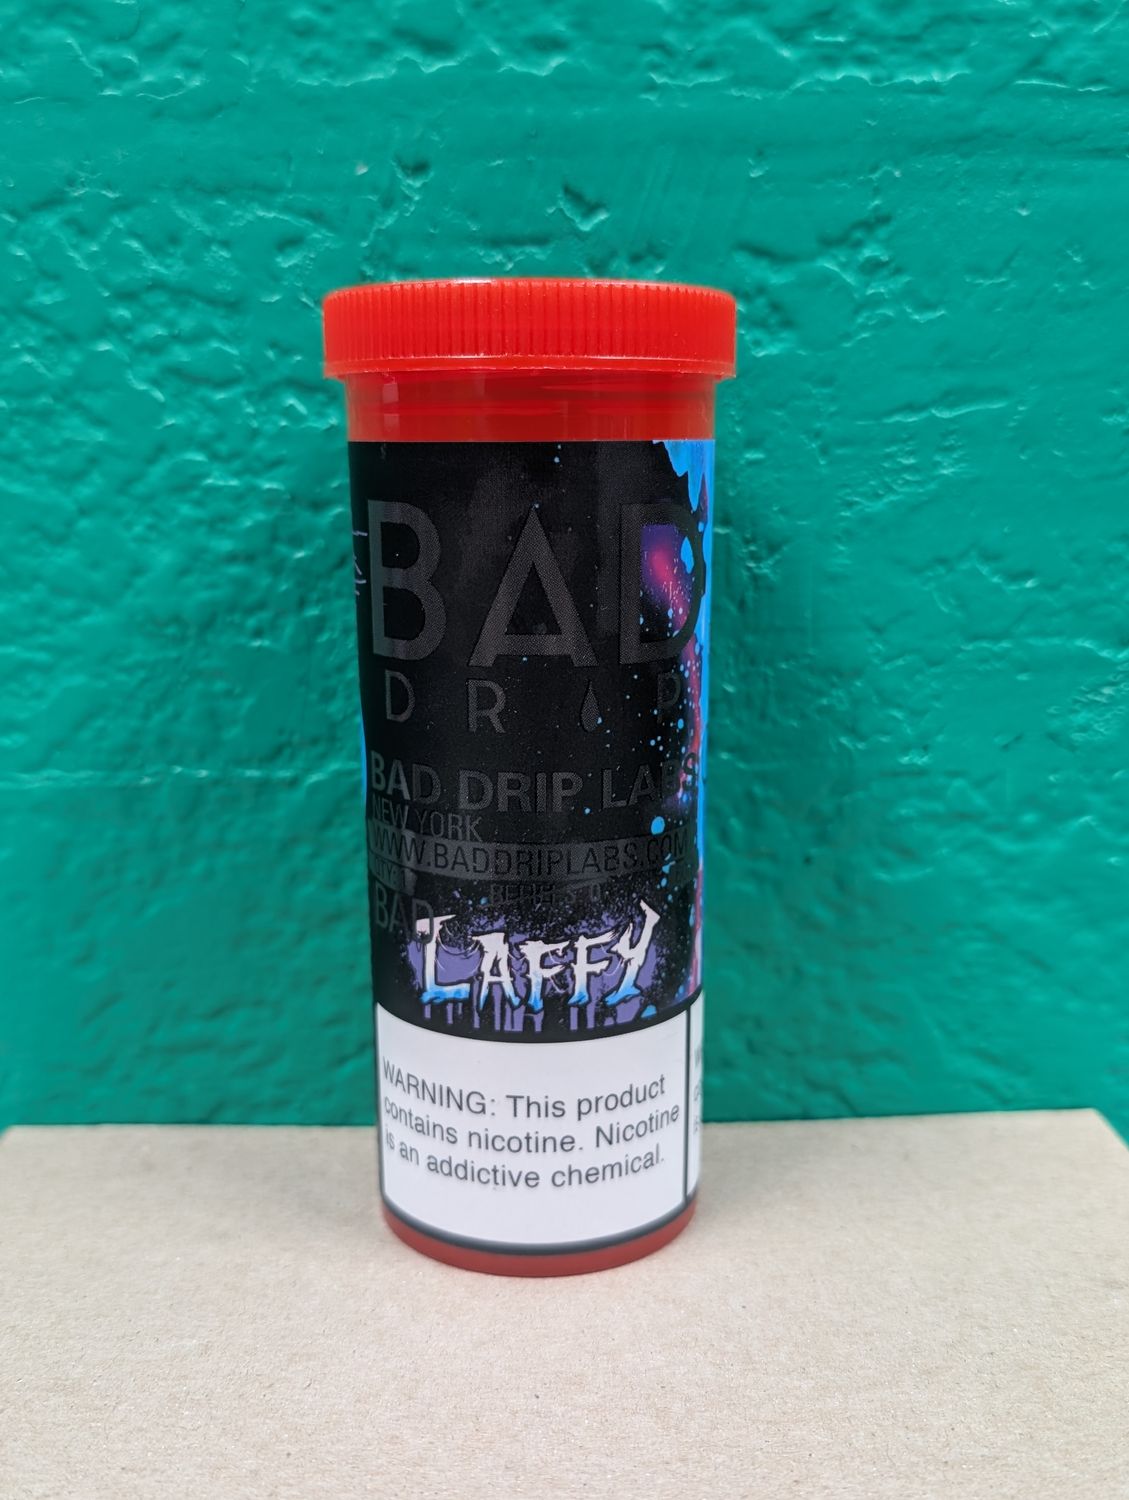 BAD
DRIP
BAD DRIP LABS
NEW YORK
WWW.BADDRIPLABS.COM
BAD
LAFFY
WARNING: This product
contains nicotine. Nicotine
is an addictive chemical.